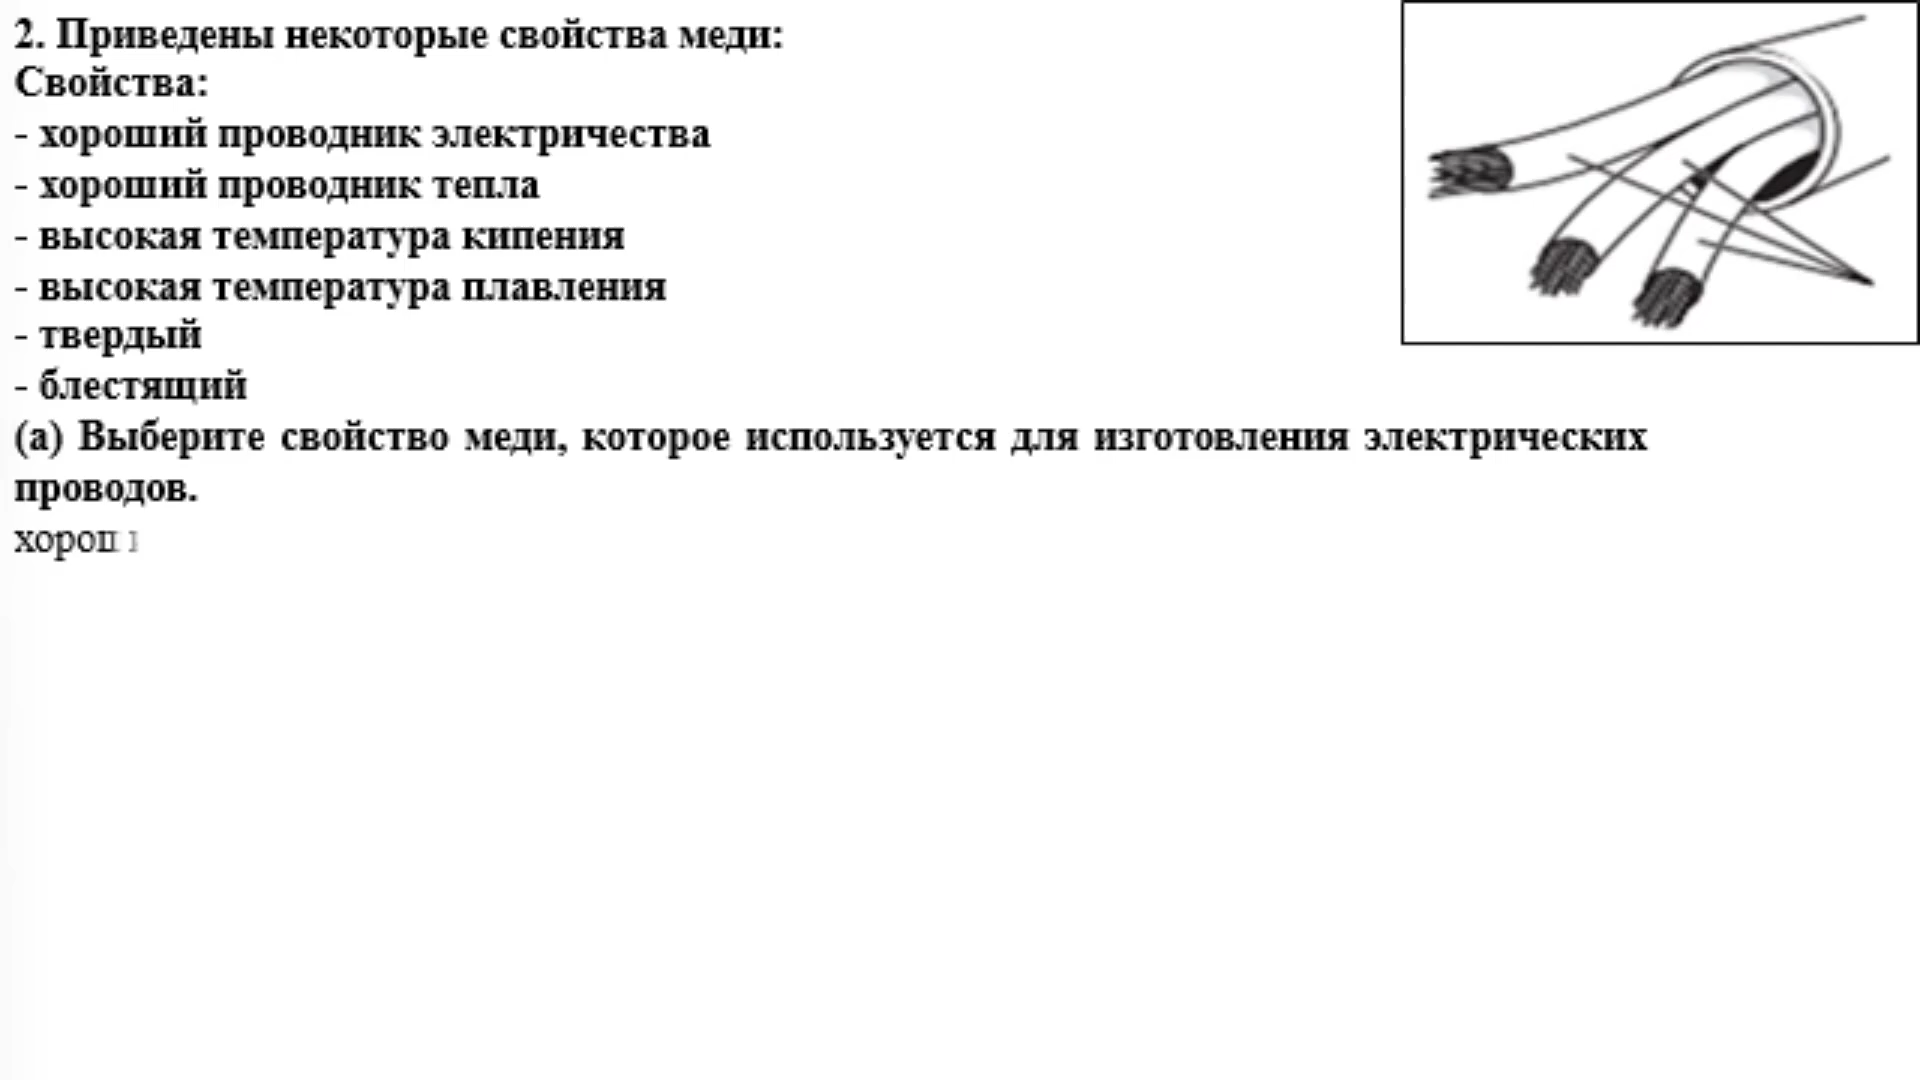 2. Приведены некоторые свойства меди:
Свойства:
- хороший проводник электричества
- хороший проводник тепла
- высокая температура кипения
- высокая температура плавления
- твердый
- блестящий
(а) Выберите свойство меди, которое используется для изготовления электрических
проводов.